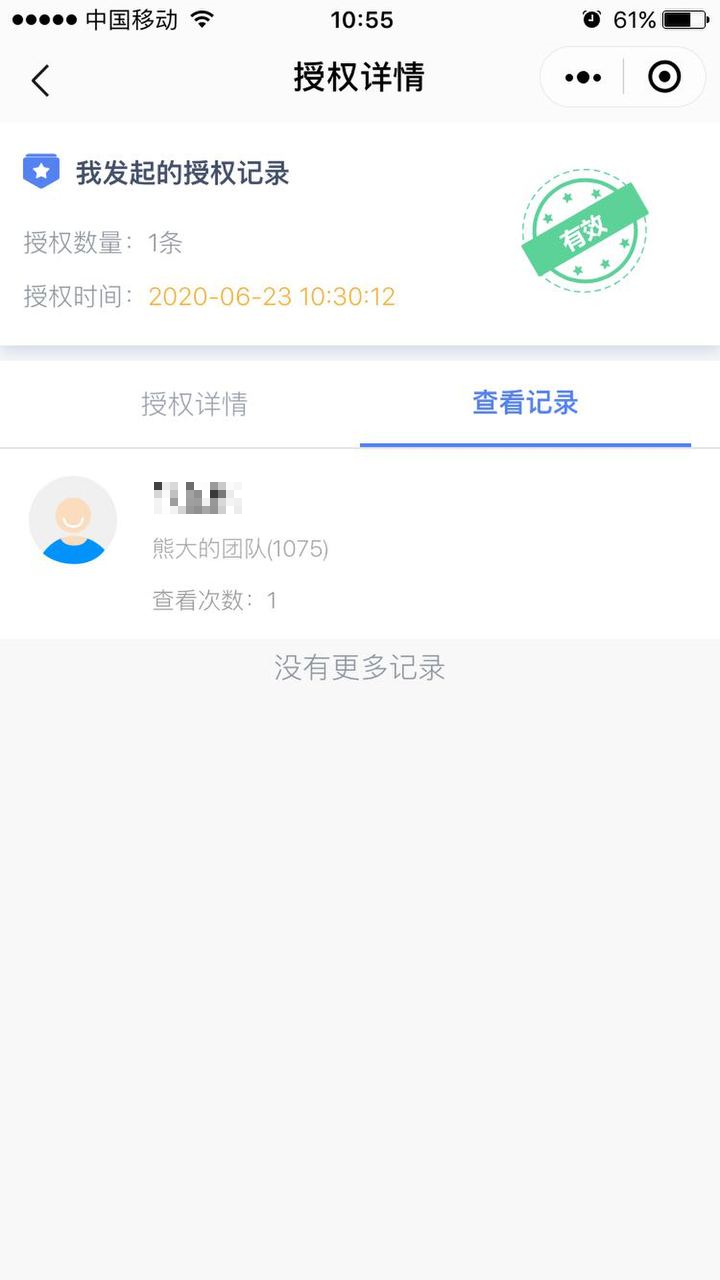 中国移动 10:55 61%
授权详情
我发起的授权记录
有效
授权数量：1条
授权时间：2020-06-23 10:30:12
授权详情 查看记录
熊大的团队(1075)
查看次数：1
没有更多记录